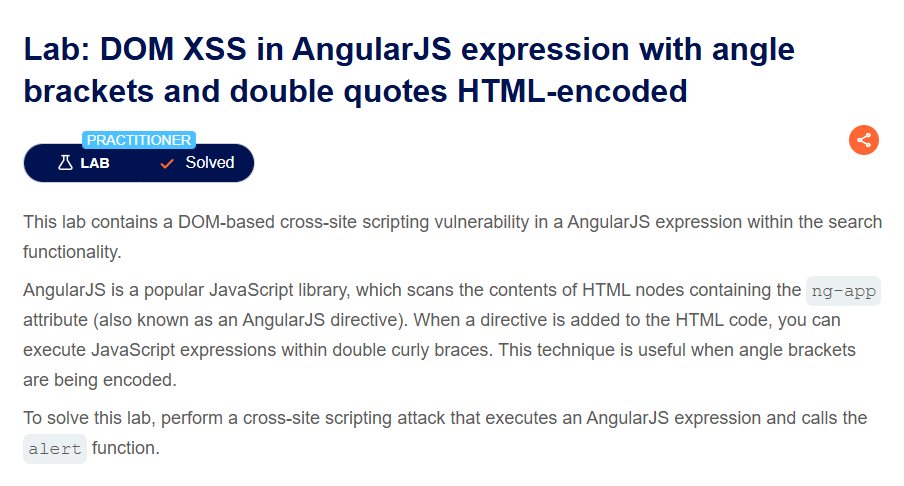 Lab: DOM XSS in AngularJS expression with angle
brackets and double quotes HTML-encoded
PRACTITIONER
LAB Solved
This lab contains a DOM-based cross-site scripting vulnerability in a AngularJS expression within the search
functionality.
AngularJS is a popular JavaScript library, which scans the contents of HTML nodes containing the ng-app
attribute (also known as an AngularJS directive). When a directive is added to the HTML code, you can
execute JavaScript expressions within double curly braces. This technique is useful when angle brackets
are being encoded.
To solve this lab, perform a cross-site scripting attack that executes an AngularJS expression and calls the
alert function.